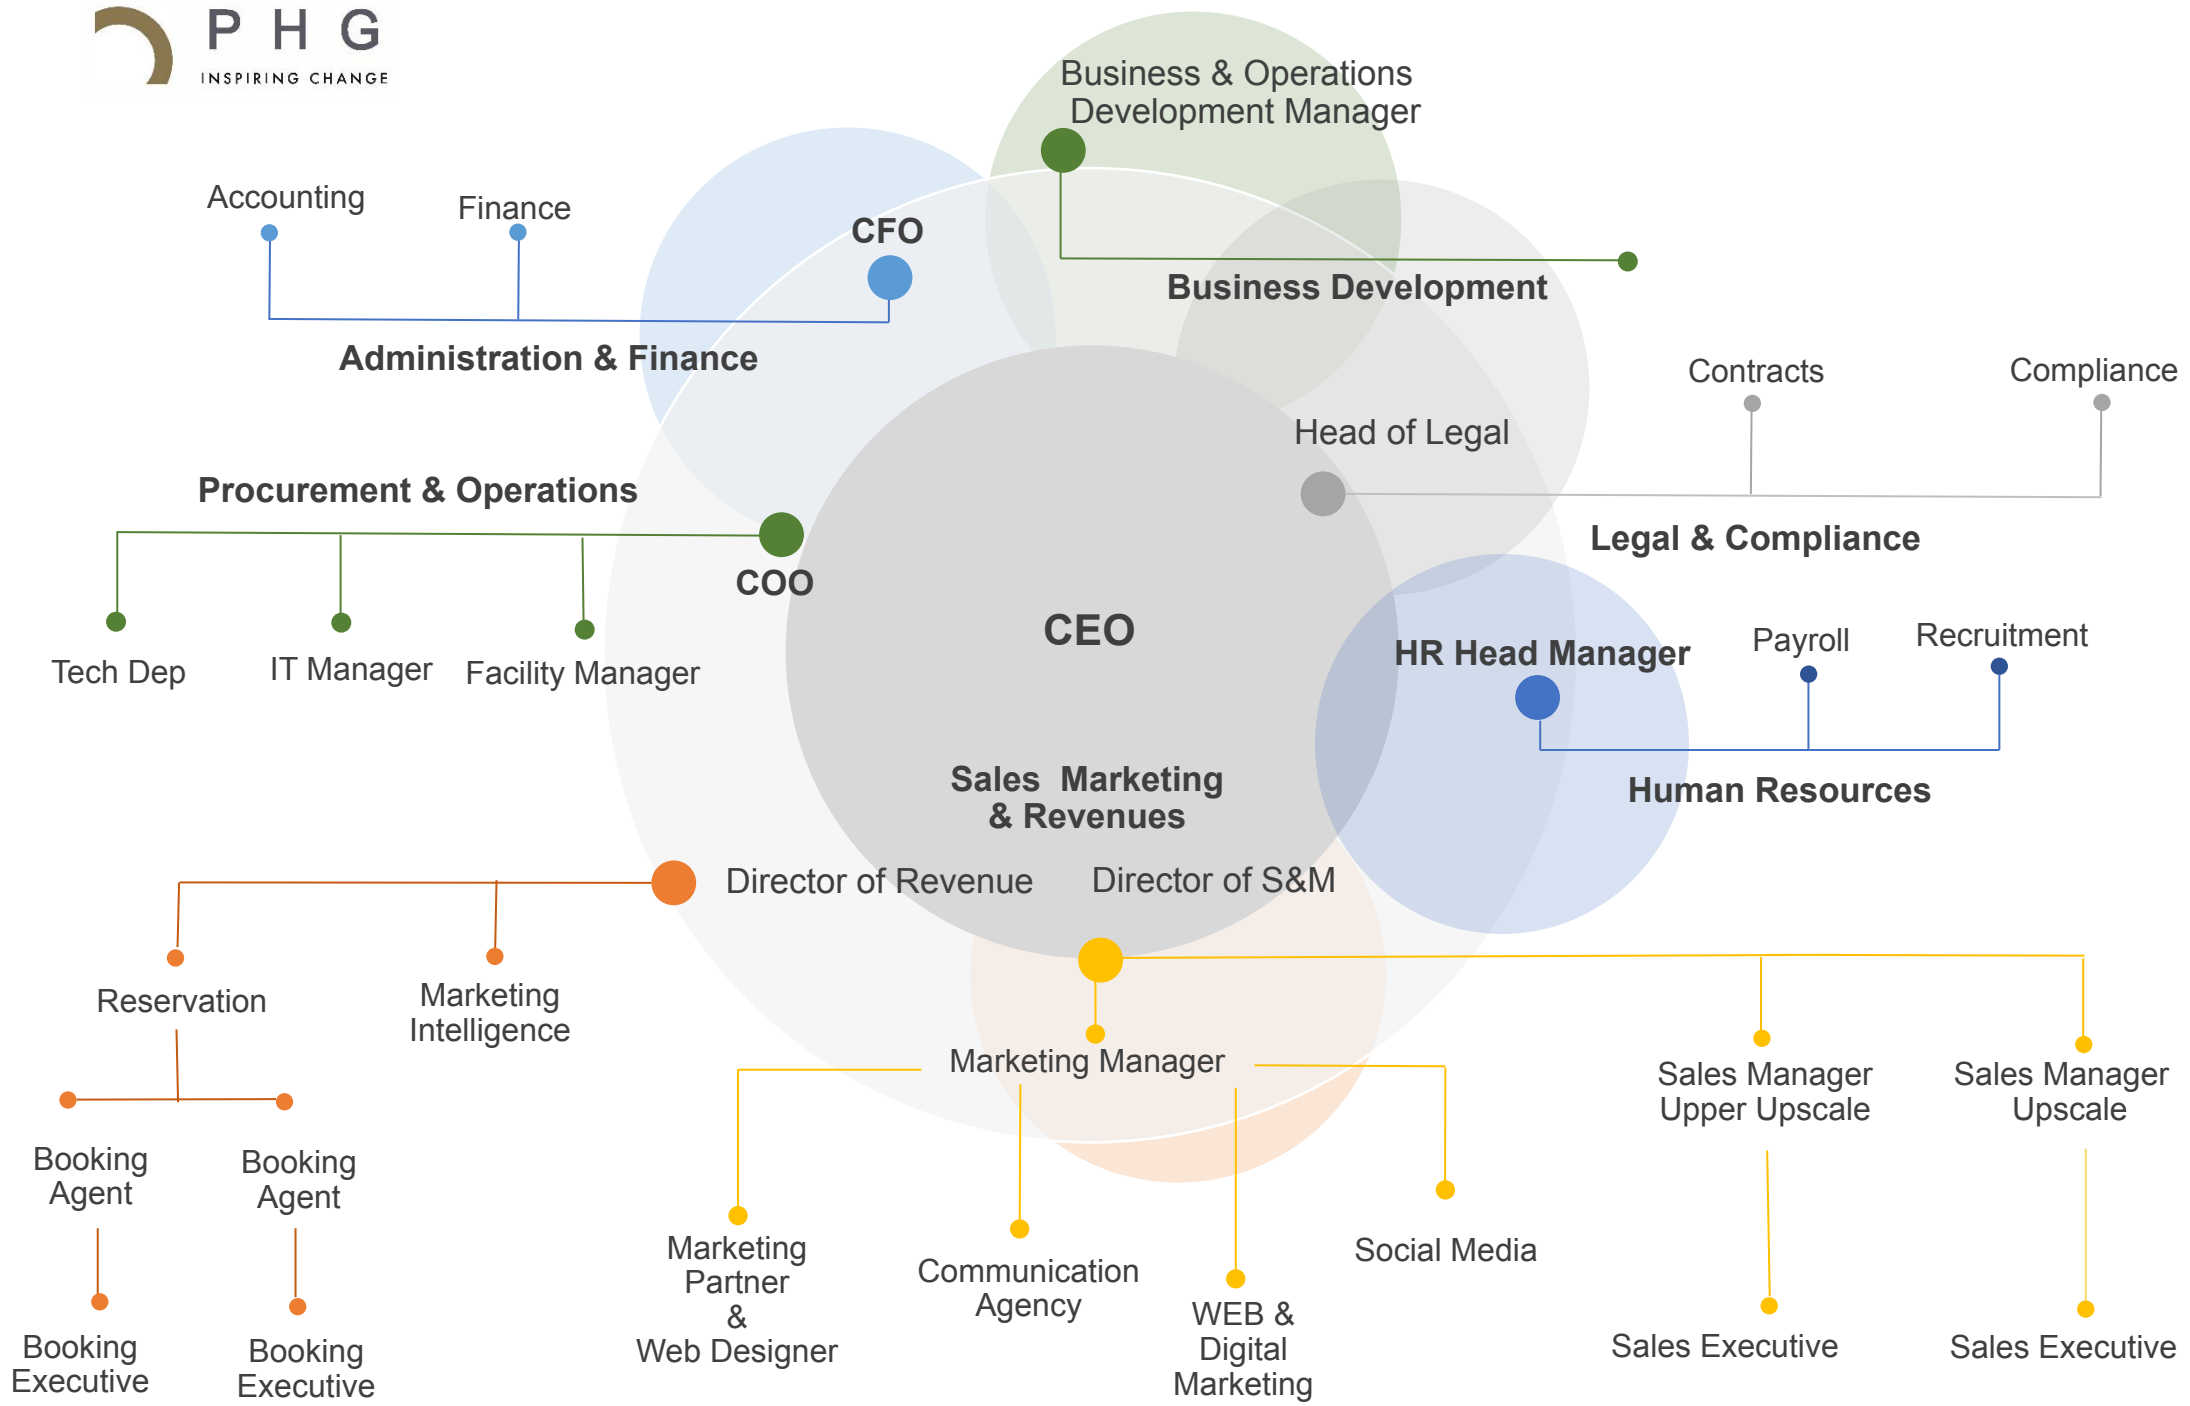 P H G
INSPIRING CHANGE
Business & Operations
Development Manager
Accounting
Finance
CFO
Business Development
Administration & Finance
Contracts
Compliance
Head of Legal
Procurement & Operations
Legal & Compliance
COO
CEO
HR Head Manager
Payroll
Recruitment
Tech Dep
IT Manager
Facility Manager
Sales Marketing
& Revenues
Human Resources
Director of Revenue
Director of S&M
Reservation
Marketing
Intelligence
Marketing Manager
Sales Manager
Upper Upscale
Sales Manager
Upscale
Booking
Agent
Booking
Agent
Marketing
Partner
&
Web Designer
Communication
Agency
WEB &
Digital
Marketing
Social Media
Booking
Executive
Booking
Executive
Sales Executive
Sales Executive